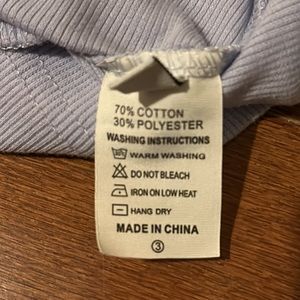 70% COTTON
30% POLYESTER
WASHING INSTRUCTIONS
WARM WASHING
DO NOT BLEACH
IRON ON LOW HEAT
HANG DRY
MADE IN CHINA
3